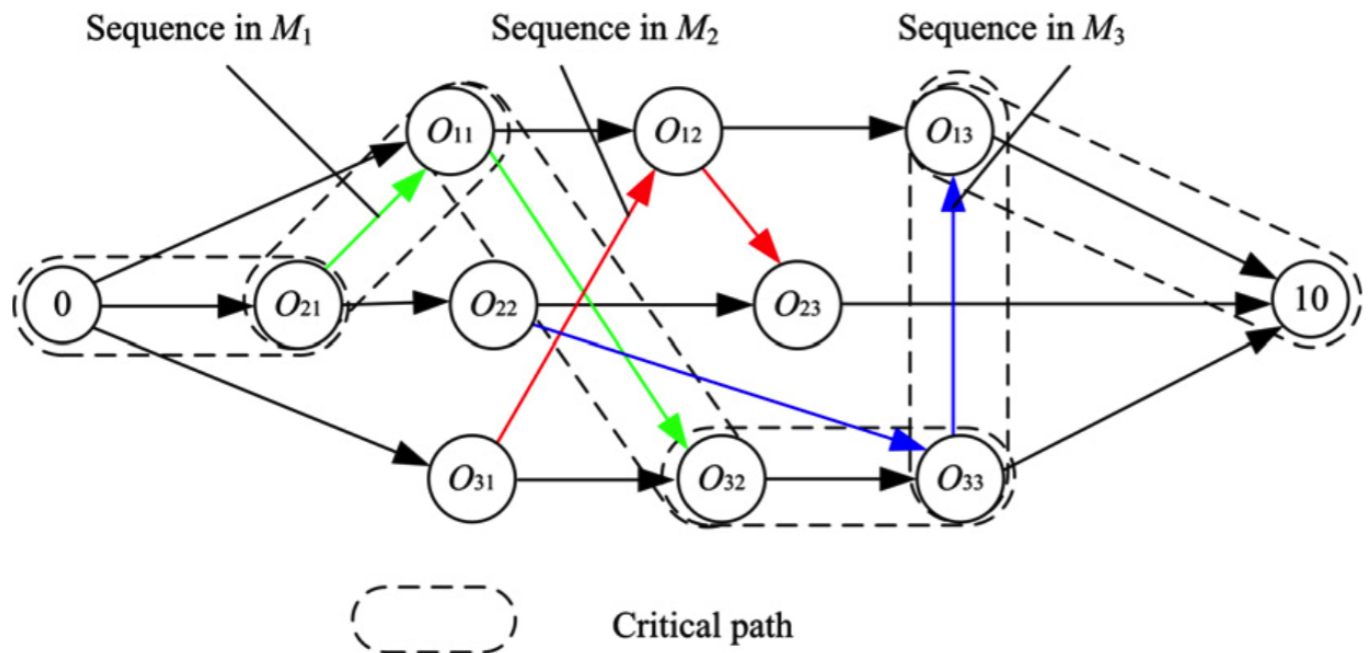 Sequence in M₁
Sequence in M₂
Sequence in M₃
O₁₁
O₁₂
O₁₃
0
O₂₁
O₂₂
O₂₃
10
O₃₁
O₃₂
O₃₃
Critical path